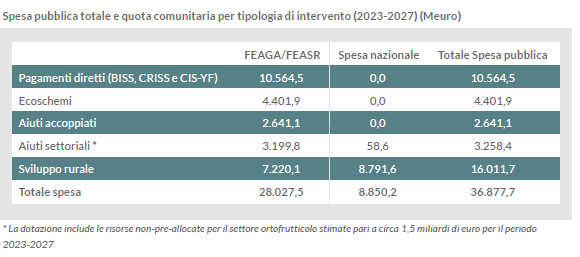 Spesa pubblica totale e quota comunitaria per tipologia di intervento (2023-2027) (Meuro)
FEAGA/FEASR Spesa nazionale Totale Spesa pubblica
Pagamenti diretti (BISS, CRISS e CIS-YF) 10.564,5 0,0 10.564,5
Ecoschemi 4.401,9 0,0 4.401,9
Aiuti accoppiati 2.641,1 0,0 2.641,1
Aiuti settoriali * 3.199,8 58,6 3.258,4
Sviluppo rurale 7.220,1 8.791,6 16.011,7
Totale spesa 28.027,5 8.850,2 36.877,7
* La dotazione include le risorse non-pre-allocate per il settore ortofrutticolo stimate pari a circa 1,5 miliardi di euro per il periodo
2023-2027